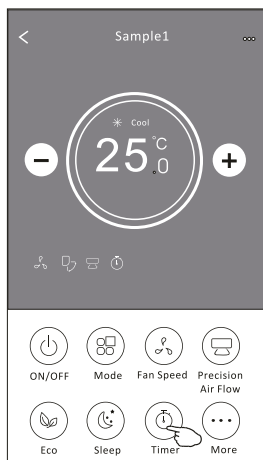 Sample1
Cool
25.0°C
ON/OFF
Mode
Fan Speed
Precision
Air Flow
Eco
Sleep
Timer
More